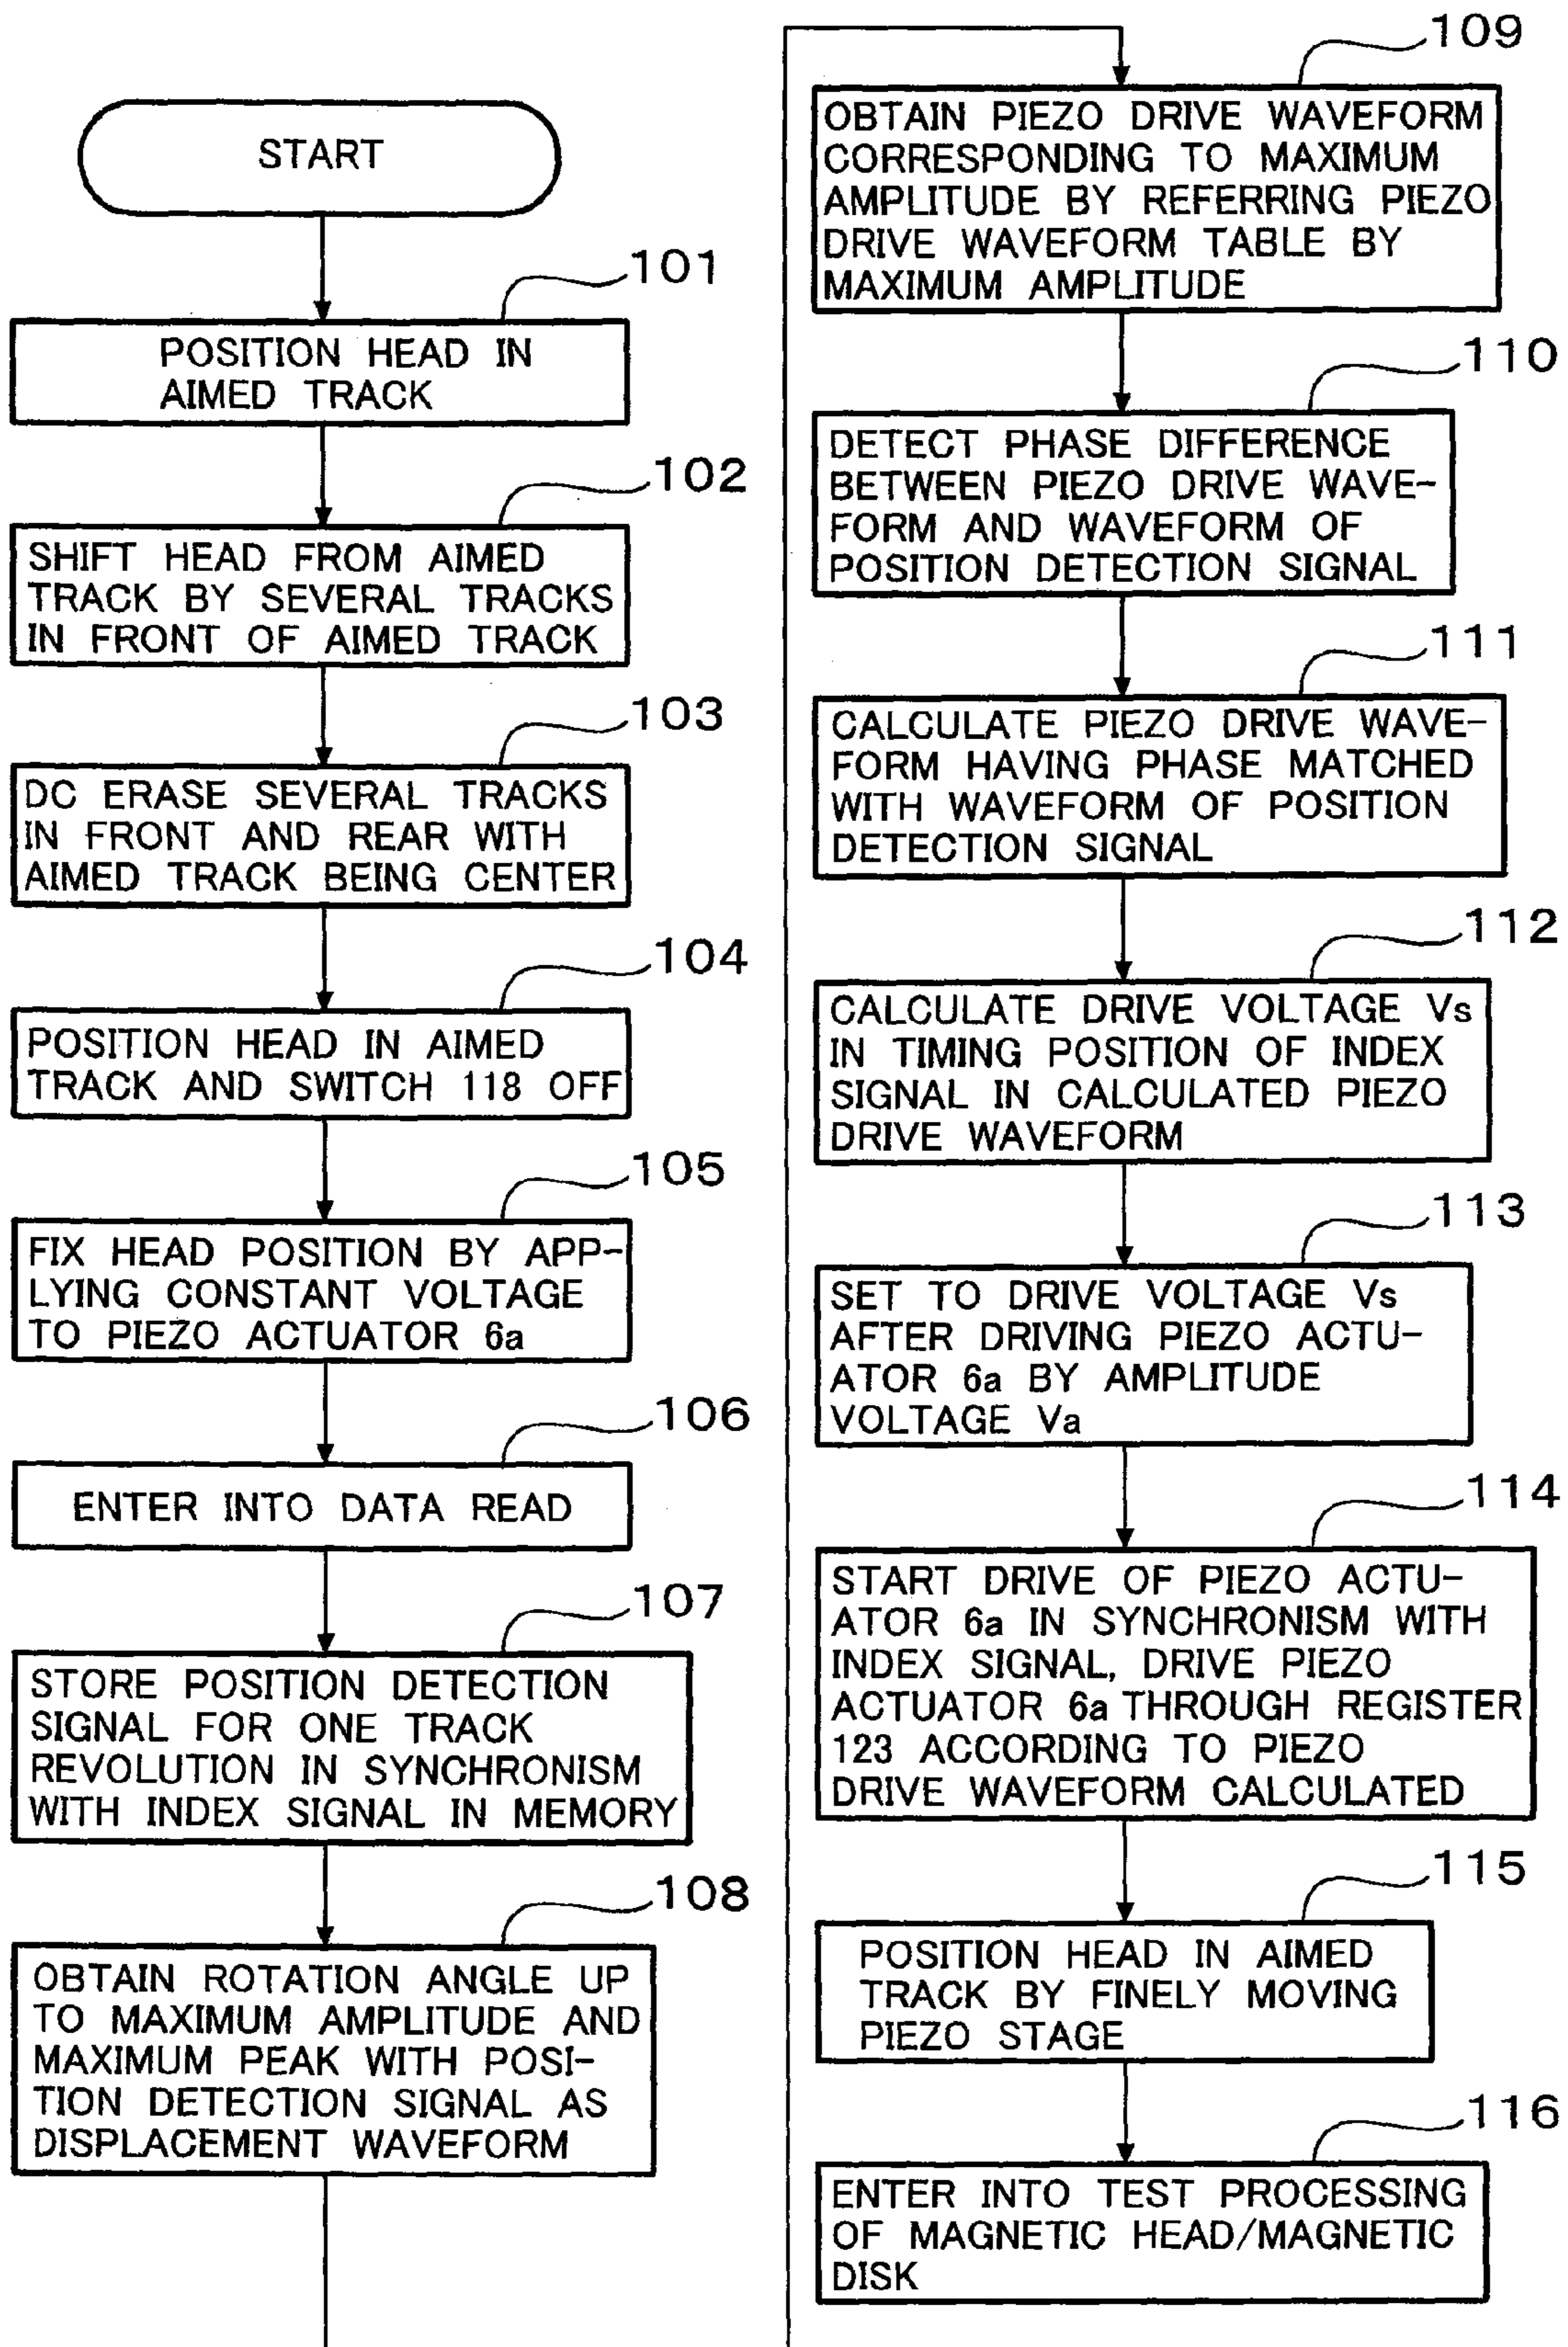 START
101
POSITION HEAD IN
AIMED TRACK
102
SHIFT HEAD FROM AIMED
TRACK BY SEVERAL TRACKS
IN FRONT OF AIMED TRACK
103
DC ERASE SEVERAL TRACKS
IN FRONT AND REAR WITH
AIMED TRACK BEING CENTER
104
POSITION HEAD IN AIMED
TRACK AND SWITCH 118 OFF
105
FIX HEAD POSITION BY APP-
LYING CONSTANT VOLTAGE
TO PIEZO ACTUATOR 6a
106
ENTER INTO DATA READ
107
STORE POSITION DETECTION
SIGNAL FOR ONE TRACK
REVOLUTION IN SYNCHRONISM
WITH INDEX SIGNAL IN MEMORY
108
OBTAIN ROTATION ANGLE UP
TO MAXIMUM AMPLITUDE AND
MAXIMUM PEAK WITH POSI-
TION DETECTION SIGNAL AS
DISPLACEMENT WAVEFORM
109
OBTAIN PIEZO DRIVE WAVEFORM
CORRESPONDING TO MAXIMUM
AMPLITUDE BY REFERRING PIEZO
DRIVE WAVEFORM TABLE BY
MAXIMUM AMPLITUDE
110
DETECT PHASE DIFFERENCE
BETWEEN PIEZO DRIVE WAVE-
FORM AND WAVEFORM OF
POSITION DETECTION SIGNAL
111
CALCULATE PIEZO DRIVE WAVE-
FORM HAVING PHASE MATCHED
WITH WAVEFORM OF POSITION
DETECTION SIGNAL
112
CALCULATE DRIVE VOLTAGE Vs
IN TIMING POSITION OF INDEX
SIGNAL IN CALCULATED PIEZO
DRIVE WAVEFORM
113
SET TO DRIVE VOLTAGE Vs
AFTER DRIVING PIEZO ACTU-
ATOR 6a BY AMPLITUDE
VOLTAGE Va
114
START DRIVE OF PIEZO ACTU-
ATOR 6a IN SYNCHRONISM WITH
INDEX SIGNAL, DRIVE PIEZO
ACTUATOR 6a THROUGH REGISTER
123 ACCORDING TO PIEZO
DRIVE WAVEFORM CALCULATED
115
POSITION HEAD IN AIMED
TRACK BY FINELY MOVING
PIEZO STAGE
116
ENTER INTO TEST PROCESSING
OF MAGNETIC HEAD/MAGNETIC
DISK